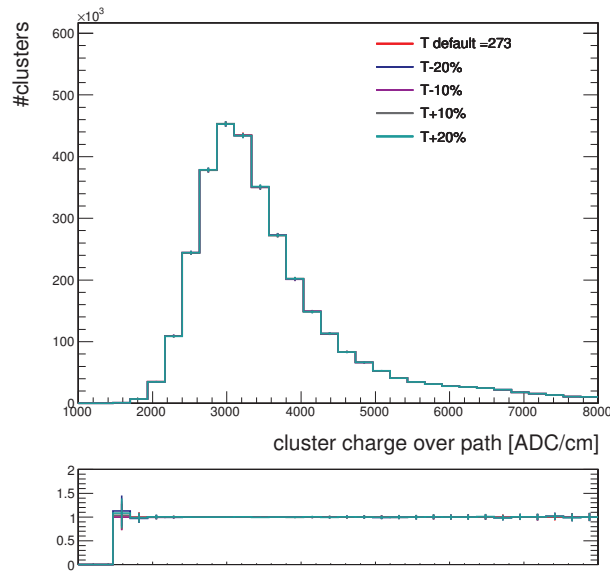 ×10³
600
500
400
300
200
100
0
#clusters
T default =273
T-20%
T-10%
T+10%
T+20%
1000 2000 3000 4000 5000 6000 7000 8000
cluster charge over path [ADC/cm]
2
1.5
1
0.5
0